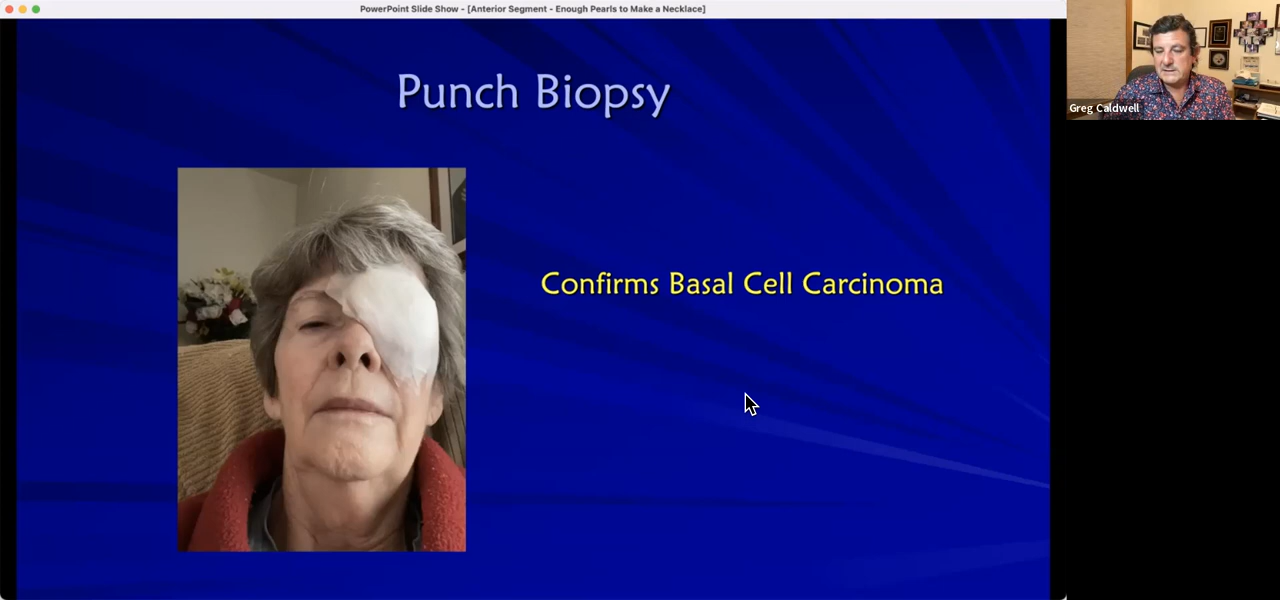 PowerPoint Slide Show - [Anterior Segment - Enough Pearls to Make a Necklace]
Punch Biopsy
Confirms Basal Cell Carcinoma
Greg Caldwell